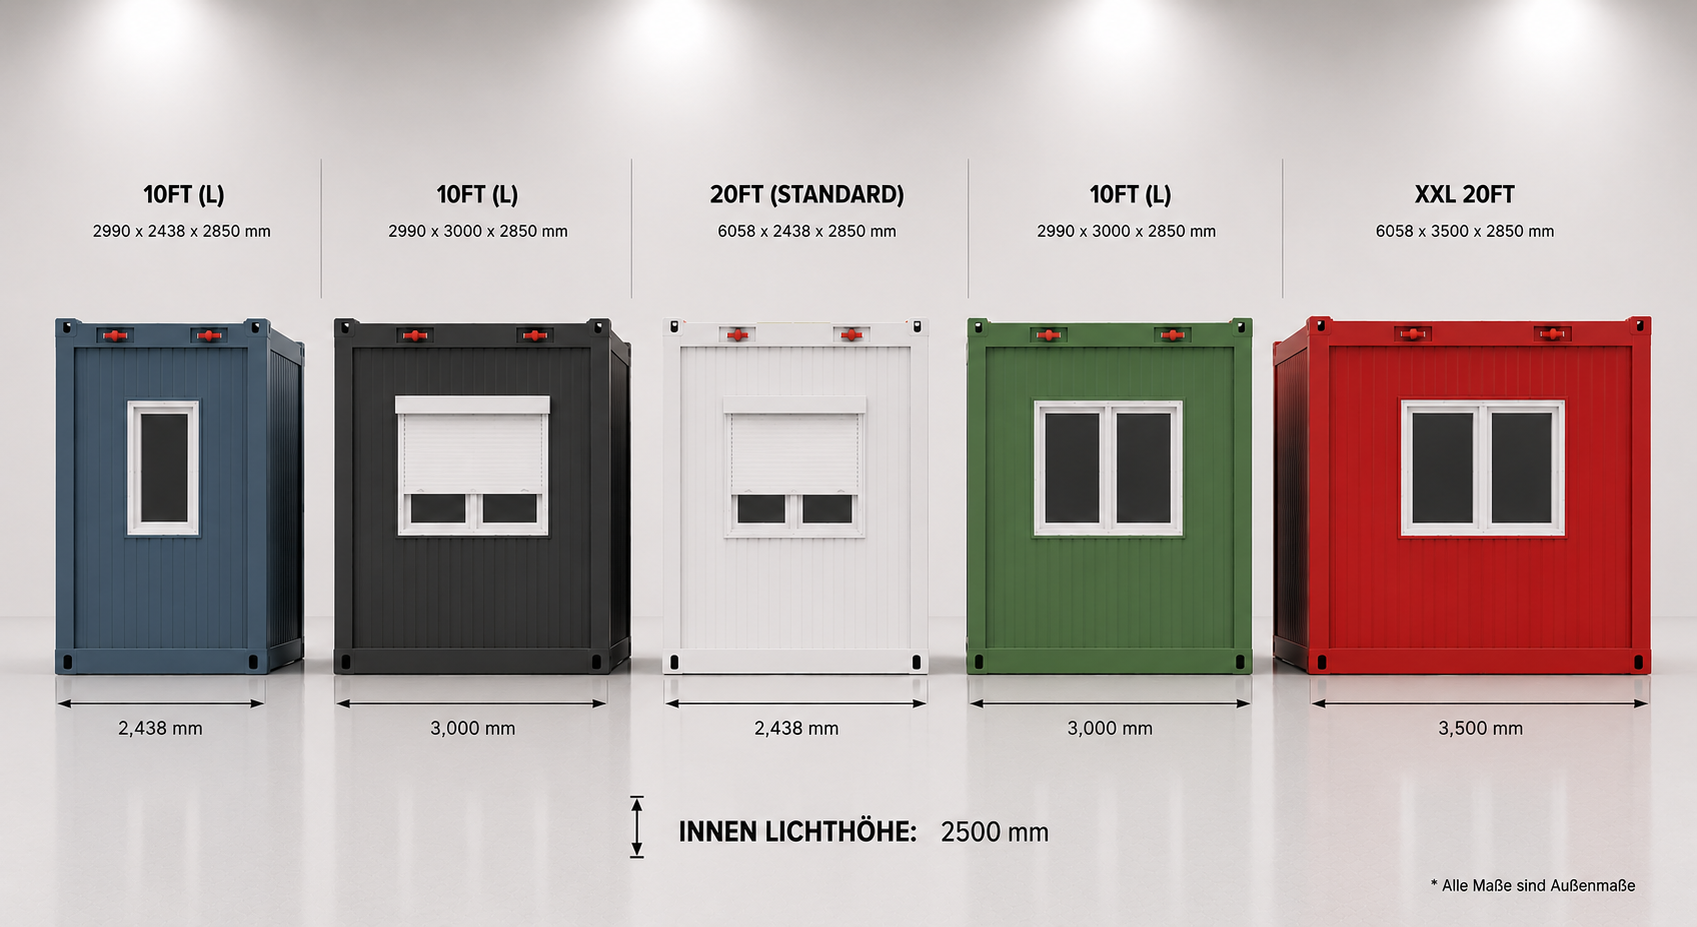 10FT (L)
2990 x 2438 x 2850 mm
10FT (L)
2990 x 3000 x 2850 mm
20FT (STANDARD)
6058 x 2438 x 2850 mm
10FT (L)
2990 x 3000 x 2850 mm
XXL 20FT
6058 x 3500 x 2850 mm
2,438 mm
3,000 mm
2,438 mm
3,000 mm
3,500 mm
INNEN LICHTHÖHE: 2500 mm
* Alle Maße sind Außenmaße